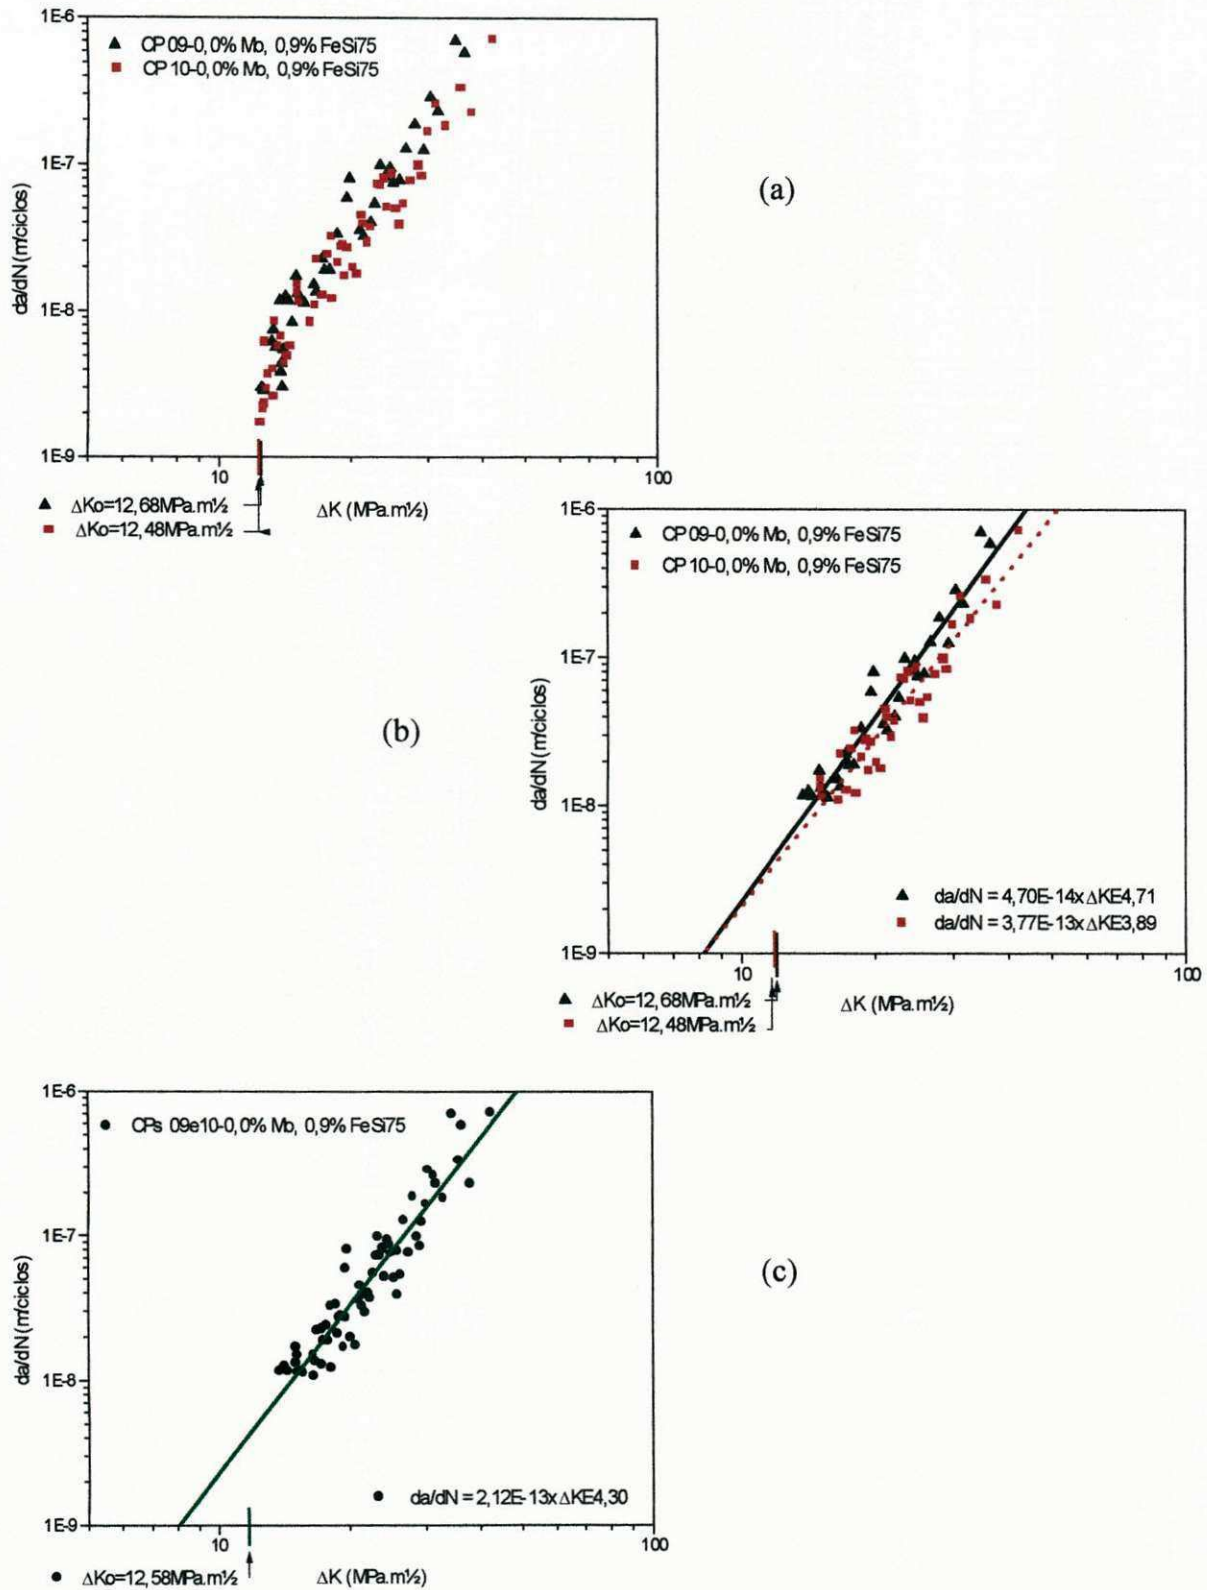 1E-6
CP 09-0,0% Mo, 0,9% FeSi75
CP 10-0,0% Mo, 0,9% FeSi75
1E-7
(a)
da/dN (m/ciclos)
1E-8
1E-9
10
100
ΔKo=12,68MPa.m½
ΔK (MPa.m½)
ΔKo=12,48MPa.m½
1E-6
CP 09-0,0% Mo, 0,9% FeSi75
CP 10-0,0% Mo, 0,9% FeSi75
1E-7
(b)
da/dN (m/ciclos)
1E-8
da/dN = 4,70E-14xΔKE4,71
da/dN = 3,77E-13xΔKE3,89
1E-9
10
100
ΔKo=12,68MPa.m½
ΔK (MPa.m½)
ΔKo=12,48MPa.m½
1E-6
CPs 09e10-0,0% Mo, 0,9% FeSi75
1E-7
(c)
da/dN (m/ciclos)
1E-8
da/dN = 2,12E-13xΔKE4,30
1E-9
10
100
ΔKo=12,58MPa.m½
ΔK (MPa.m½)